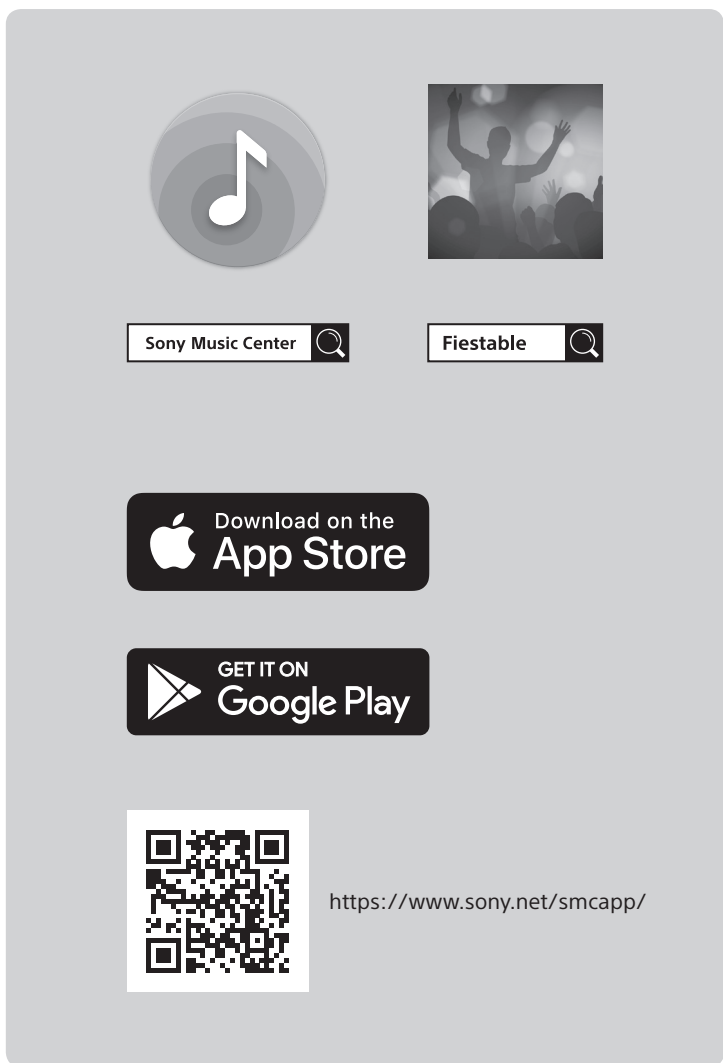 Sony Music Center
Fiestable
Download on the
App Store
GET IT ON
Google Play
https://www.sony.net/smcapp/